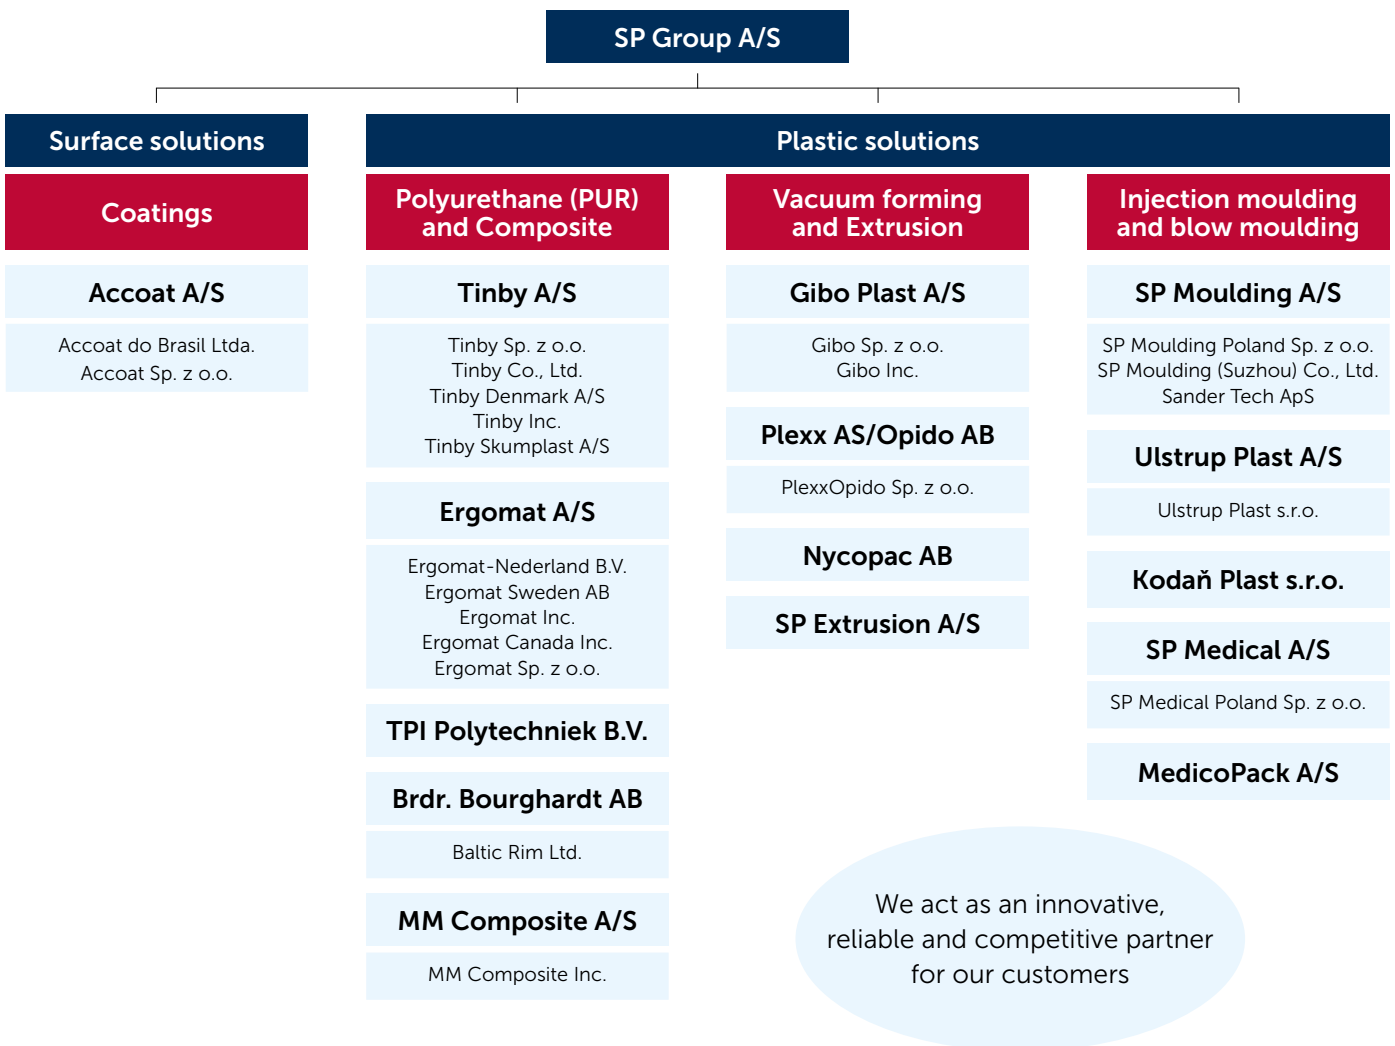 SP Group A/S
Surface solutions
Plastic solutions
Coatings
Accoat A/S
Accoat do Brasil Ltda.
Accoat Sp. z o.o.
Polyurethane (PUR)
and Composite
Tinby A/S
Tinby Sp. z o.o.
Tinby Co., Ltd.
Tinby Denmark A/S
Tinby Inc.
Tinby Skumplast A/S
Ergomat A/S
Ergomat-Nederland B.V.
Ergomat Sweden AB
Ergomat Inc.
Ergomat Canada Inc.
Ergomat Sp. z o.o.
TPI Polytechniek B.V.
Brdr. Bourghardt AB
Baltic Rim Ltd.
MM Composite A/S
MM Composite Inc.
Vacuum forming
and Extrusion
Gibo Plast A/S
Gibo Sp. z o.o.
Gibo Inc.
Plexx AS/Opido AB
PlexxOpido Sp. z o.o.
Nycopac AB
SP Extrusion A/S
Injection moulding
and blow moulding
SP Moulding A/S
SP Moulding Poland Sp. z o.o.
SP Moulding (Suzhou) Co., Ltd.
Sander Tech ApS
Ulstrup Plast A/S
Ulstrup Plast s.r.o.
Kodaň Plast s.r.o.
SP Medical A/S
SP Medical Poland Sp. z o.o.
MedicoPack A/S
We act as an innovative,
reliable and competitive partner
for our customers